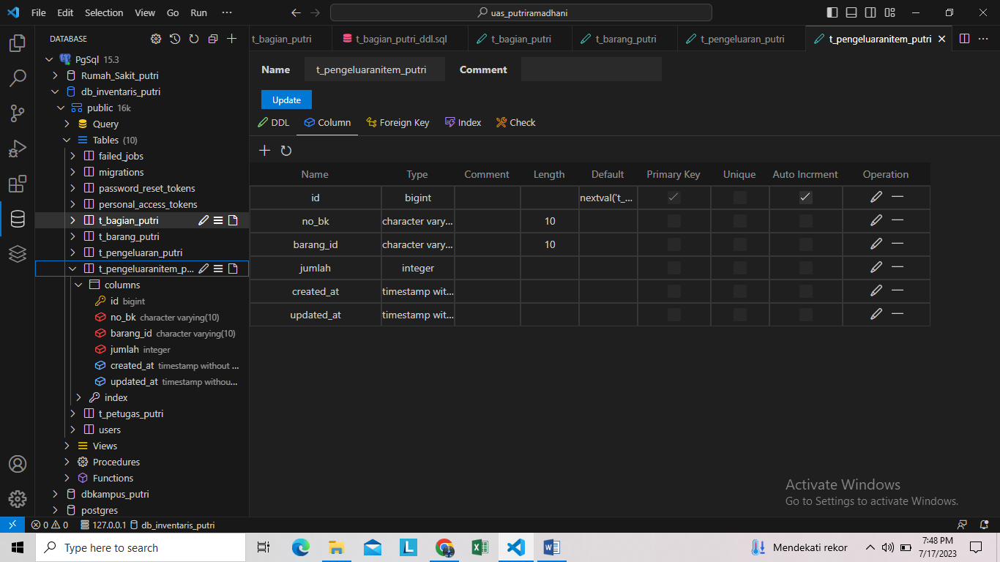 File Edit Selection View Go Run ··· uas_putriramadhani
DATABASE
PgSql 15.3
Rumah_Sakit_putri
db_inventaris_putri
public 16k
Query
Tables (10)
failed_jobs
migrations
password_reset_tokens
personal_access_tokens
t_bagian_putri
t_barang_putri
t_pengeluaran_putri
t_pengeluaranitem_p...
columns
id bigint
no_bk character varying(10)
barang_id character varying(10)
jumlah integer
created_at timestamp without ...
updated_at timestamp withou...
index
t_petugas_putri
users
Views
Procedures
Functions
dbkampus_putri
postgres
t_bagian_putri t_bagian_putri_ddl.sql t_bagian_putri t_barang_putri t_pengeluaran_putri t_pengeluaranitem_putri
Name t_pengeluaranitem_putri Comment
Update
DDL Column Foreign Key Index Check
Name Type Comment Length Default Primary Key Unique Auto Incrment Operation
id bigint nextval('t_...
no_bk character vary... 10
barang_id character vary... 10
jumlah integer
created_at timestamp wit...
updated_at timestamp wit...
Activate Windows
Go to Settings to activate Windows.
0 0 127.0.0.1 db_inventaris_putri
Type here to search Mendekati rekor 7:48 PM
7/17/2023